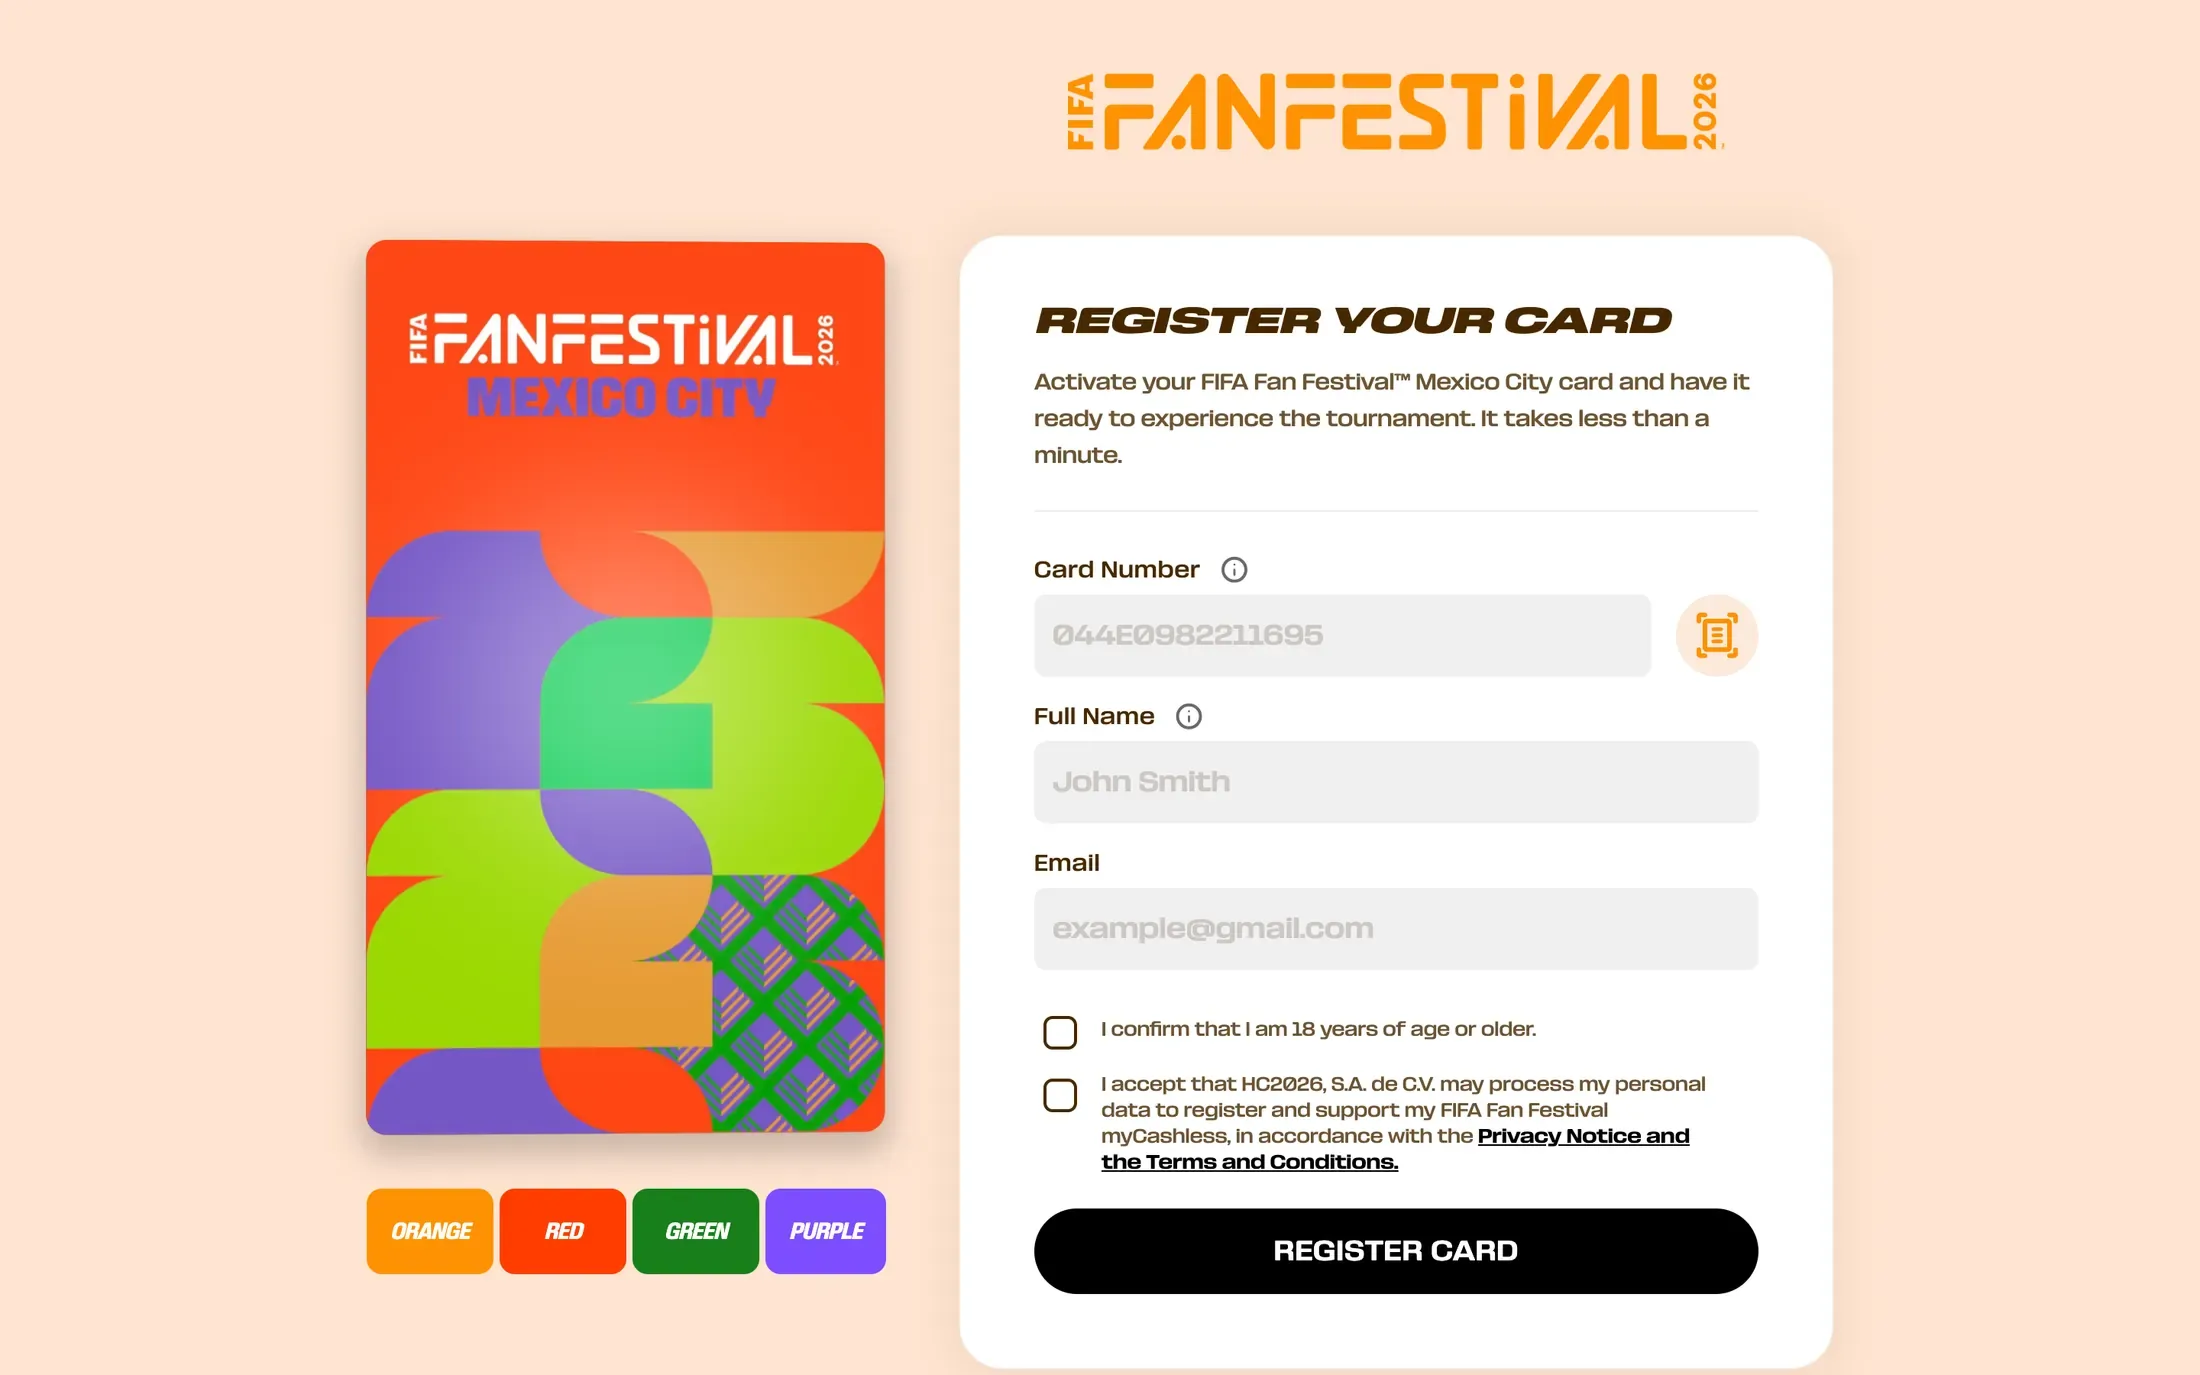 FIFA FANFESTiVAL 2026
FIFA FANFESTiVAL 2026
MEXICO CITY
ORANGE
RED
GREEN
PURPLE
REGISTER YOUR CARD
Activate your FIFA Fan Festival™ Mexico City card and have it
ready to experience the tournament. It takes less than a
minute.
Card Number
044E0982211695
Full Name
John Smith
Email
example@gmail.com
I confirm that I am 18 years of age or older.
I accept that HC2026, S.A. de C.V. may process my personal
data to register and support my FIFA Fan Festival
myCashless, in accordance with the Privacy Notice and
the Terms and Conditions.
REGISTER CARD